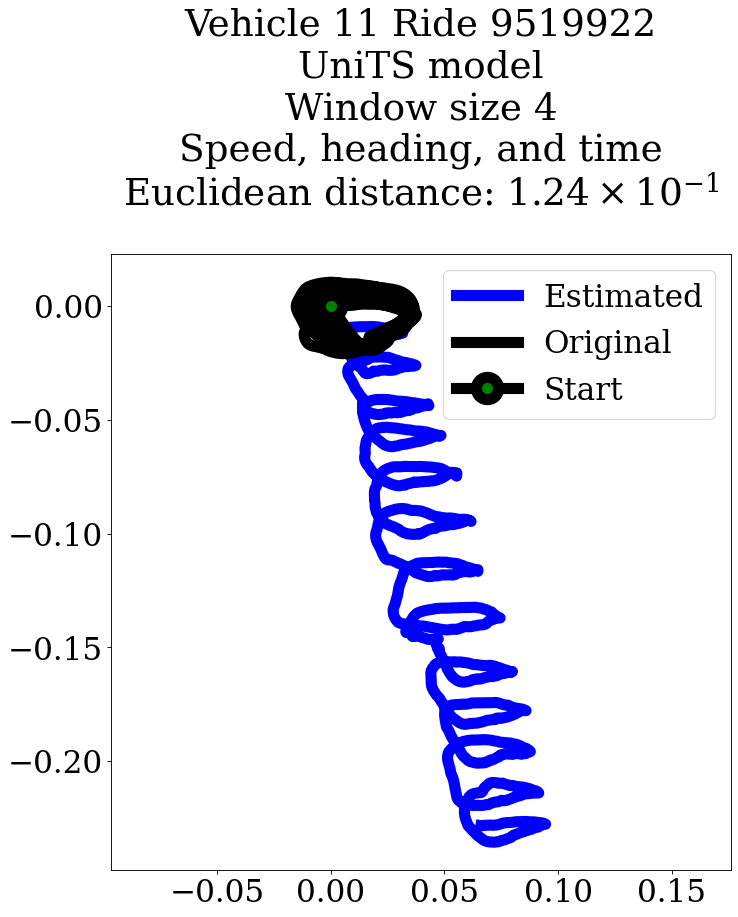 Vehicle 11 Ride 9519922
UniTS model
Window size 4
Speed, heading, and time
Euclidean distance: 1.24 × 10⁻¹
Estimated
Original
Start
0.00
−0.05
−0.10
−0.15
−0.20
−0.05 0.00 0.05 0.10 0.15